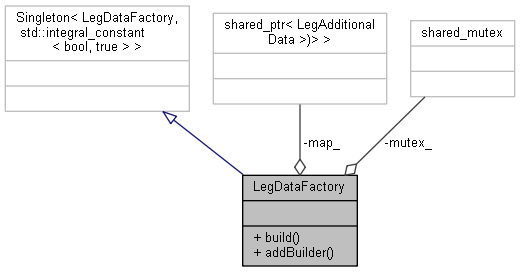 Singleton< LegDataFactory,
std::integral_constant
< bool, true > >
shared_ptr< LegAdditional
Data >)> >
shared_mutex
-map_
-mutex_
LegDataFactory
+ build()
+ addBuilder()